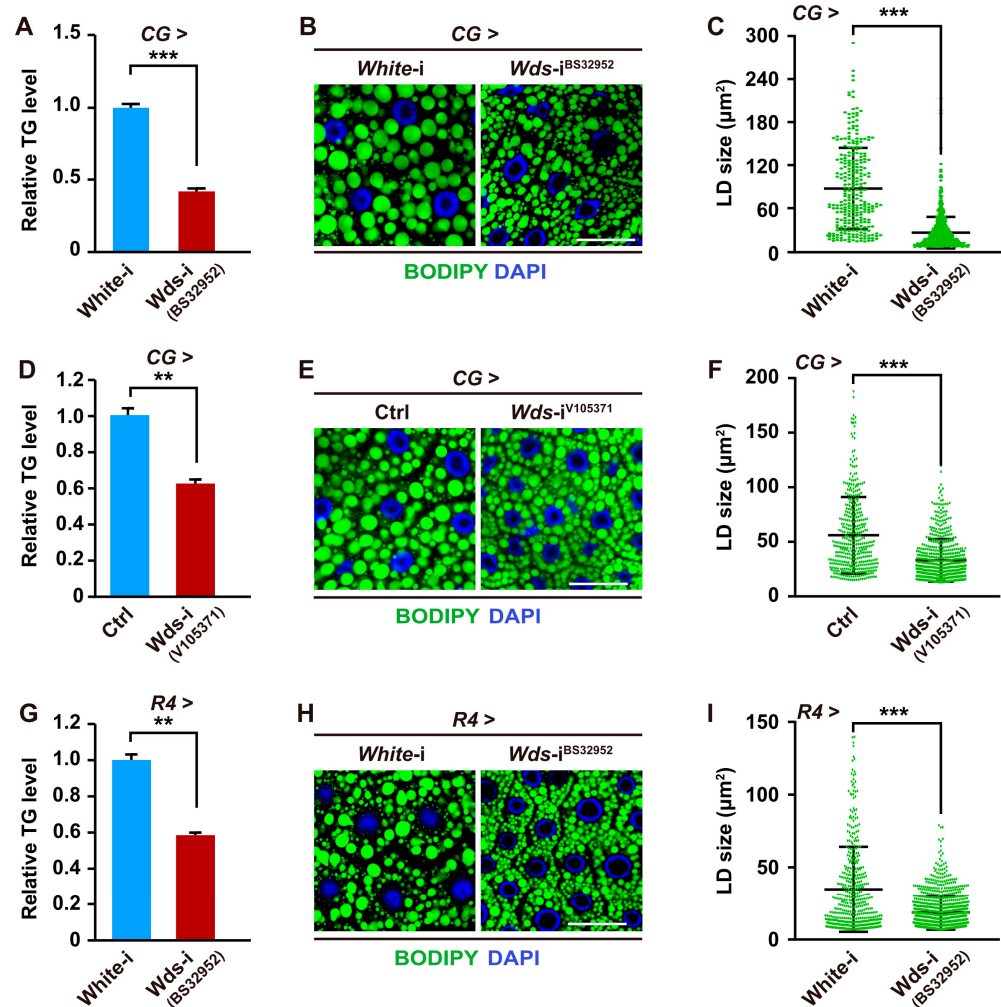 A
CG >
***
Relative TG level
1.5
1.0
0.5
0
White-i
Wds-i
(BS32952)
B
CG >
White-i
Wds-iBS32952
BODIPY DAPI
C
CG >
***
LD size (µm²)
300
240
180
120
60
0
White-i
Wds-i
(BS32952)
D
CG >
**
Relative TG level
1.2
1.0
0.8
0.6
0.4
0.2
0
Ctrl
Wds-i
(V105371)
E
CG >
Ctrl
Wds-iV105371
BODIPY DAPI
F
CG >
***
LD size (µm²)
200
150
100
50
0
Ctrl
Wds-i
(V105371)
G
R4 >
**
Relative TG level
1.2
1.0
0.8
0.6
0.4
0.2
0
White-i
Wds-i
(BS32952)
H
R4 >
White-i
Wds-iBS32952
BODIPY DAPI
I
R4 >
***
LD size (µm²)
150
100
50
0
White-i
Wds-i
(BS32952)